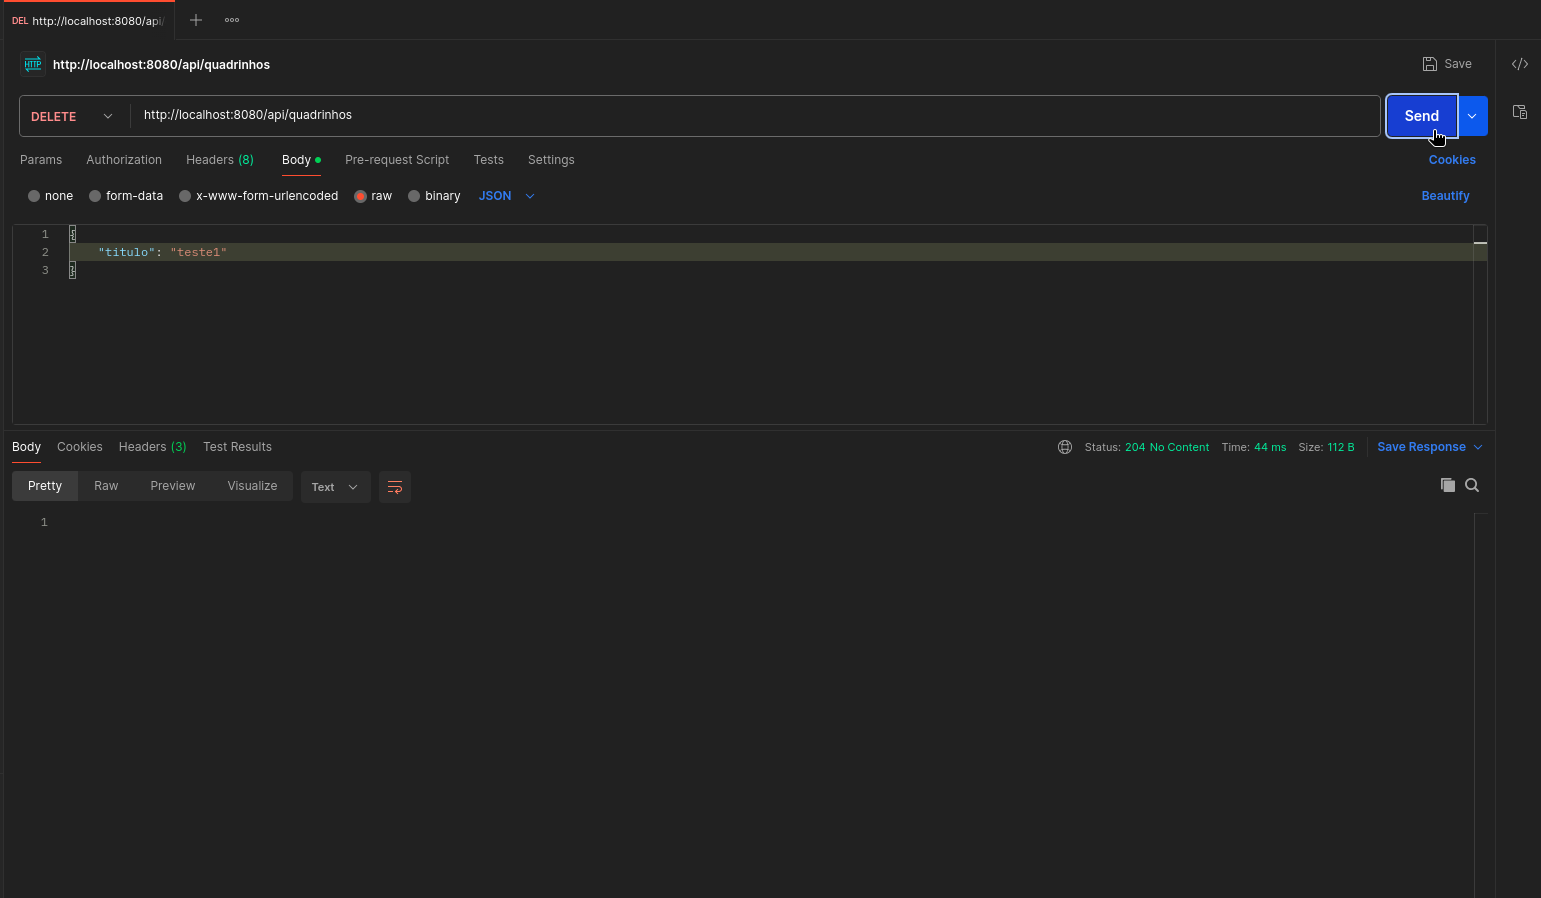 DEL http://localhost:8080/api/
http://localhost:8080/api/quadrinhos
Save
DELETE http://localhost:8080/api/quadrinhos Send
Params Authorization Headers (8) Body Pre-request Script Tests Settings Cookies
none form-data x-www-form-urlencoded raw binary JSON Beautify
1 {
2 "titulo": "teste1"
3 }
Body Cookies Headers (3) Test Results Status: 204 No Content Time: 44 ms Size: 112 B Save Response
Pretty Raw Preview Visualize Text
1